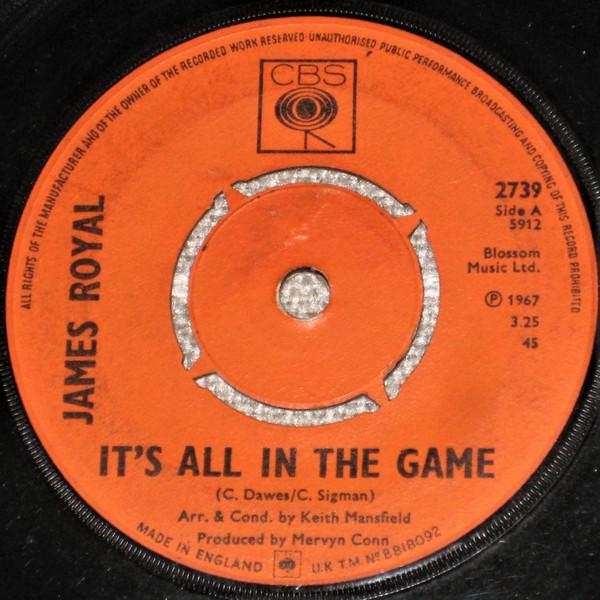 ALL RIGHTS OF THE MANUFACTURER AND OF THE OWNER OF THE RECORDED WORK RESERVED·UNAUTHORISED PUBLIC PERFORMANCE BROADCASTING AND COPYING OF THIS RECORD PROHIBITED
CBS
2739
Side A
5912
Blossom
Music Ltd.
℗ 1967
3.25
45
JAMES ROYAL
IT'S ALL IN THE GAME
(C. Dawes/C. Sigman)
Arr. & Cond. by Keith Mansfield
Produced by Mervyn Conn
MADE IN ENGLAND U.K T.M. Nº B818092